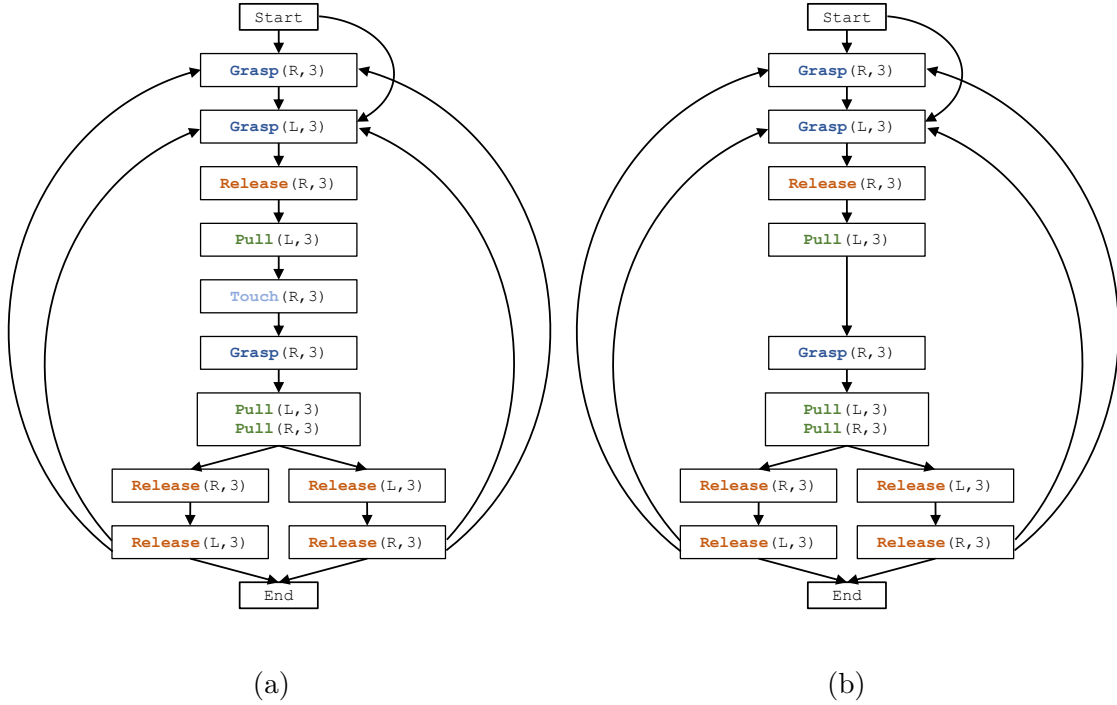 Start
Grasp(R,3)
Grasp(L,3)
Release(R,3)
Pull(L,3)
Touch(R,3)
Grasp(R,3)
Pull(L,3)
Pull(R,3)
Release(R,3)
Release(L,3)
Release(L,3)
Release(R,3)
End
(a)
Start
Grasp(R,3)
Grasp(L,3)
Release(R,3)
Pull(L,3)
Grasp(R,3)
Pull(L,3)
Pull(R,3)
Release(R,3)
Release(L,3)
Release(L,3)
Release(R,3)
End
(b)